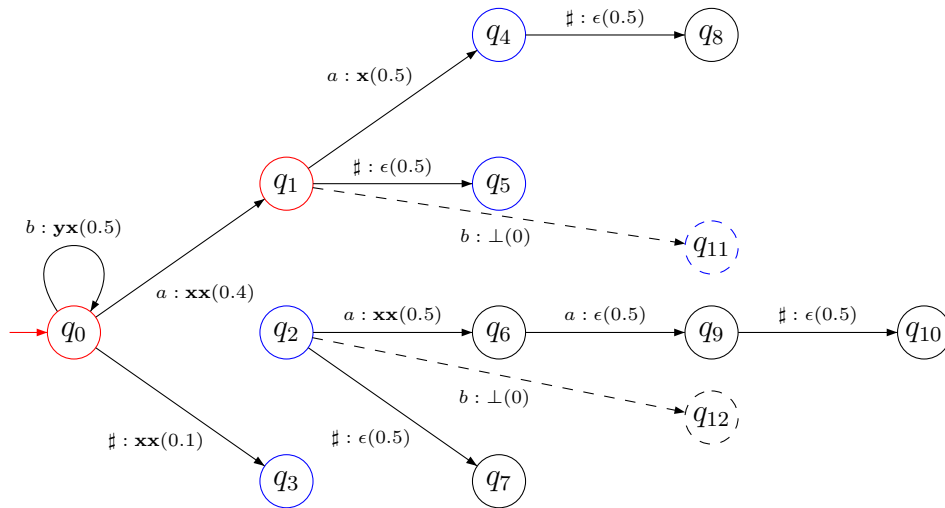 q4
♯ : ϵ(0.5)
q8
a : x(0.5)
q1
♯ : ϵ(0.5)
q5
b : ⊥(0)
q11
b : yx(0.5)
a : xx(0.4)
q0
q2
a : xx(0.5)
q6
a : ϵ(0.5)
q9
♯ : ϵ(0.5)
q10
b : ⊥(0)
q12
♯ : xx(0.1)
♯ : ϵ(0.5)
q3
q7